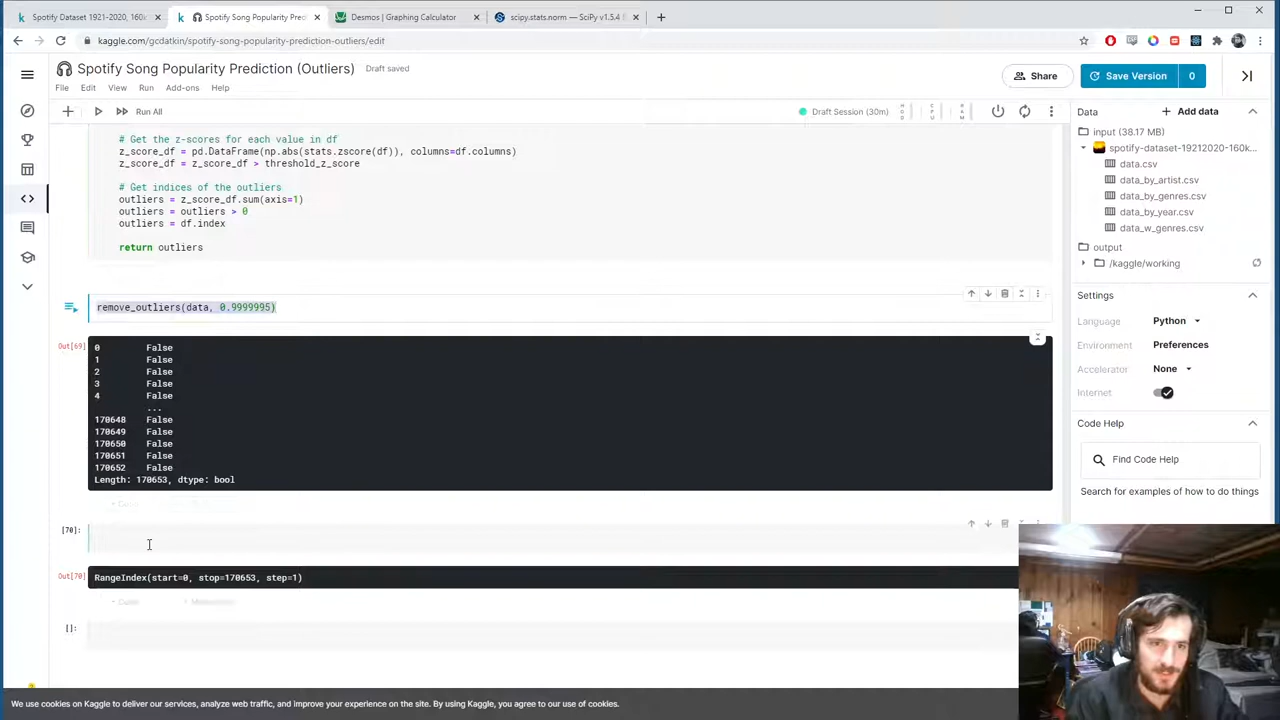 Spotify Dataset 1921-2020, 160k
Spotify Song Popularity Predi
Desmos | Graphing Calculator
scipy.stats.norm — SciPy v1.5.4
kaggle.com/gcdatkin/spotify-song-popularity-prediction-outliers/edit
Spotify Song Popularity Prediction (Outliers)
Draft saved
File Edit View Run Add-ons Help
Share
Save Version
0
Run All
Draft Session (30m)
Data
Add data
# Get the z-scores for each value in df
z_score_df = pd.DataFrame(np.abs(stats.zscore(df)), columns=df.columns)
z_score_df = z_score_df > threshold_z_score
# Get indices of the outliers
outliers = z_score_df.sum(axis=1)
outliers = outliers > 0
outliers = df.index
return outliers
remove_outliers(data, 0.9999995)
Out[69]
0 False
1 False
2 False
3 False
4 False
...
170648 False
170649 False
170650 False
170651 False
170652 False
Length: 170653, dtype: bool
[70]:
Out[70]
RangeIndex(start=0, stop=170653, step=1)
[]:
input (38.17 MB)
spotify-dataset-19212020-160k...
data.csv
data_by_artist.csv
data_by_genres.csv
data_by_year.csv
data_w_genres.csv
output
/kaggle/working
Settings
Language Python
Environment Preferences
Accelerator None
Internet
Code Help
Find Code Help
Search for examples of how to do things
We use cookies on Kaggle to deliver our services, analyze web traffic, and improve your experience on the site. By using Kaggle, you agree to our use of cookies.